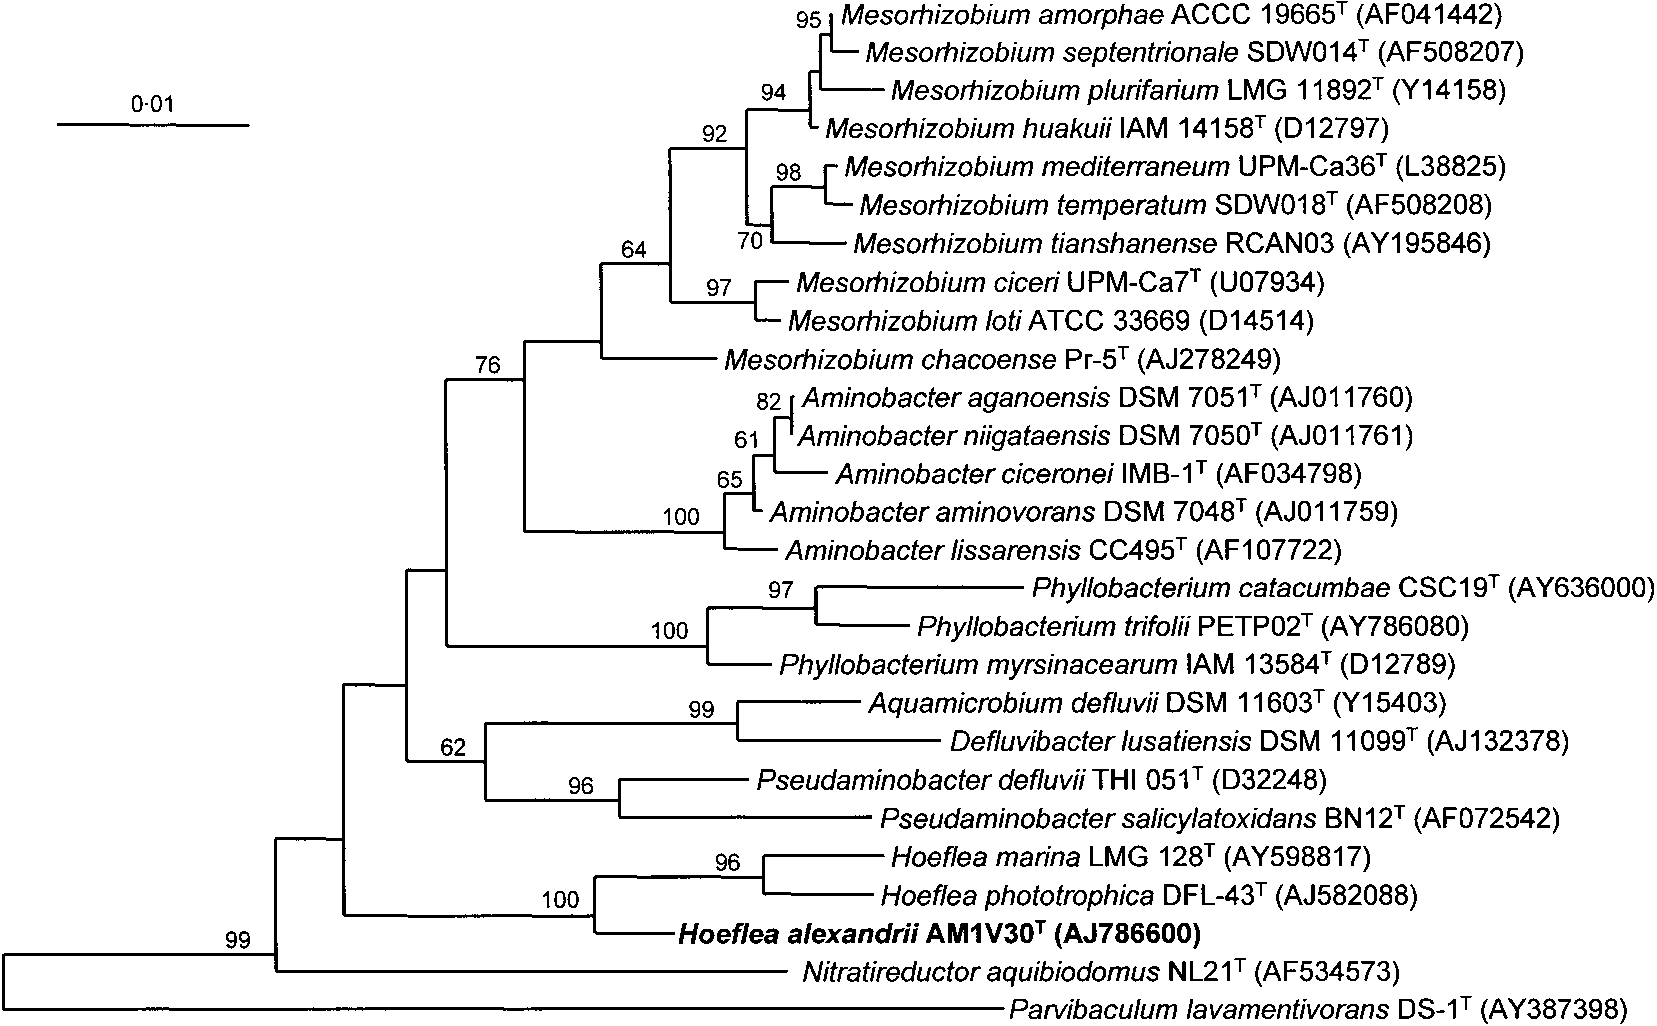 95
Mesorhizobium amorphae ACCC 19665ᵀ (AF041442)
Mesorhizobium septentrionale SDW014ᵀ (AF508207)
94
Mesorhizobium plurifarium LMG 11892ᵀ (Y14158)
0·01
92
Mesorhizobium huakuii IAM 14158ᵀ (D12797)
98
Mesorhizobium mediterraneum UPM-Ca36ᵀ (L38825)
Mesorhizobium temperatum SDW018ᵀ (AF508208)
70
Mesorhizobium tianshanense RCAN03 (AY195846)
64
97
Mesorhizobium ciceri UPM-Ca7ᵀ (U07934)
Mesorhizobium loti ATCC 33669 (D14514)
76
Mesorhizobium chacoense Pr-5ᵀ (AJ278249)
82
Aminobacter aganoensis DSM 7051ᵀ (AJ011760)
61
Aminobacter niigataensis DSM 7050ᵀ (AJ011761)
65
Aminobacter ciceronei IMB-1ᵀ (AF034798)
100
Aminobacter aminovorans DSM 7048ᵀ (AJ011759)
Aminobacter lissarensis CC495ᵀ (AF107722)
97
Phyllobacterium catacumbae CSC19ᵀ (AY636000)
100
Phyllobacterium trifolii PETP02ᵀ (AY786080)
Phyllobacterium myrsinacearum IAM 13584ᵀ (D12789)
99
Aquamicrobium defluvii DSM 11603ᵀ (Y15403)
62
Defluvibacter lusatiensis DSM 11099ᵀ (AJ132378)
96
Pseudaminobacter defluvii THI 051ᵀ (D32248)
Pseudaminobacter salicylatoxidans BN12ᵀ (AF072542)
96
Hoeflea marina LMG 128ᵀ (AY598817)
100
Hoeflea phototrophica DFL-43ᵀ (AJ582088)
Hoeflea alexandrii AM1V30ᵀ (AJ786600)
99
Nitratireductor aquibiodomus NL21ᵀ (AF534573)
Parvibaculum lavamentivorans DS-1ᵀ (AY387398)